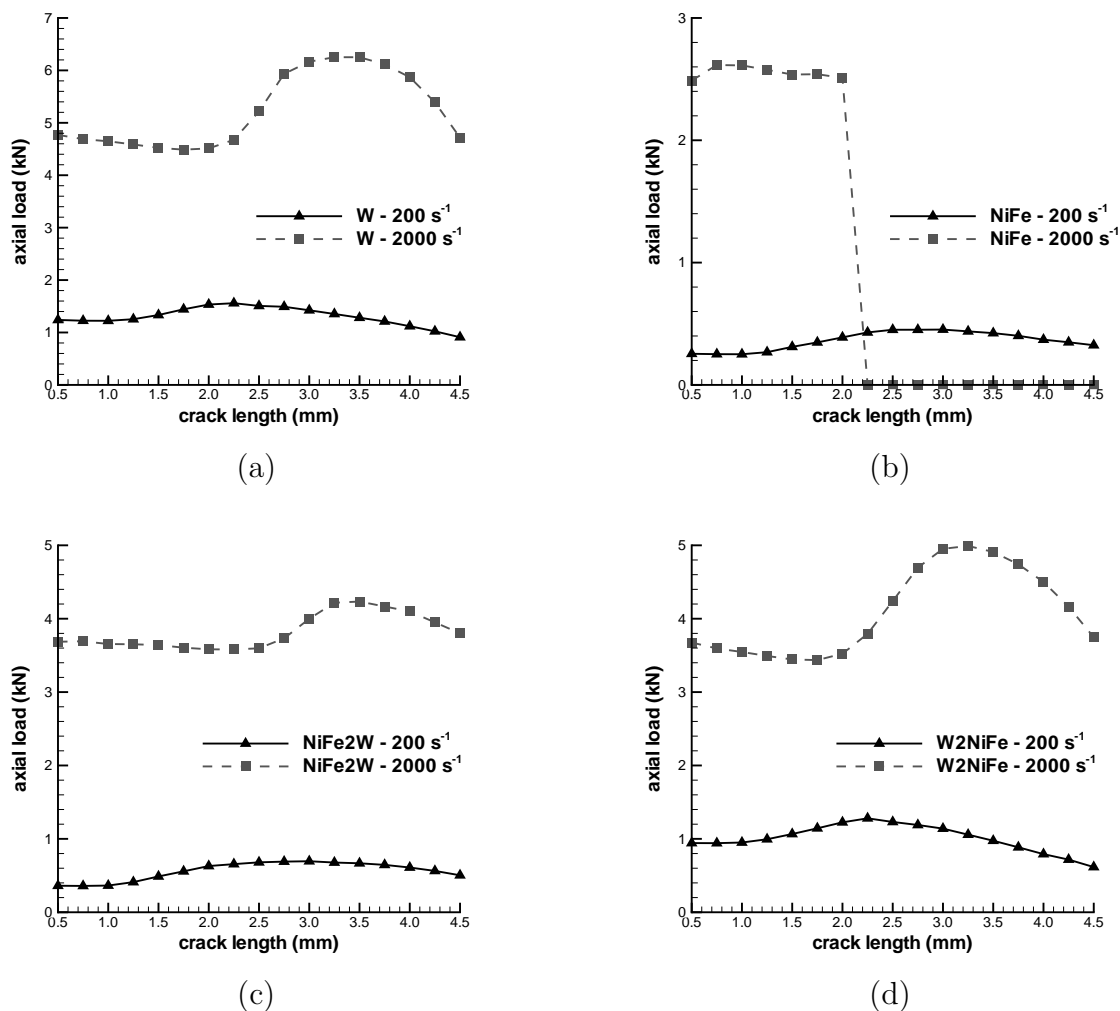 7
6
5
4
3
2
1
0
axial load (kN)
W - 200 s⁻¹
W - 2000 s⁻¹
0.5 1.0 1.5 2.0 2.5 3.0 3.5 4.0 4.5
crack length (mm)
(a)
3
2
1
0
axial load (kN)
NiFe - 200 s⁻¹
NiFe - 2000 s⁻¹
0.5 1.0 1.5 2.0 2.5 3.0 3.5 4.0 4.5
crack length (mm)
(b)
5
4
3
2
1
0
axial load (kN)
NiFe2W - 200 s⁻¹
NiFe2W - 2000 s⁻¹
0.5 1.0 1.5 2.0 2.5 3.0 3.5 4.0 4.5
crack length (mm)
(c)
5
4
3
2
1
0
axial load (kN)
W2NiFe - 200 s⁻¹
W2NiFe - 2000 s⁻¹
0.5 1.0 1.5 2.0 2.5 3.0 3.5 4.0 4.5
crack length (mm)
(d)